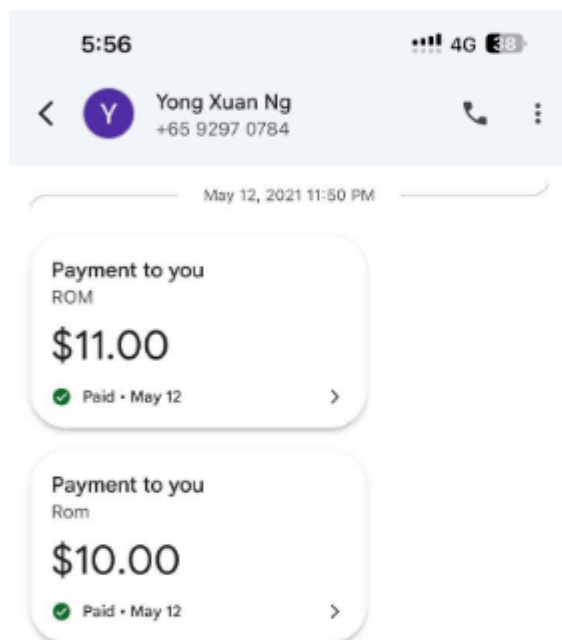 5:56 4G 38
Y
Yong Xuan Ng
+65 9297 0784
May 12, 2021 11:50 PM
Payment to you
ROM
$11.00
Paid • May 12
Payment to you
Rom
$10.00
Paid • May 12